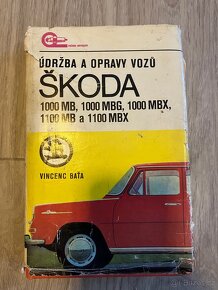 ÚDRŽBA A OPRAVY VOZŮ
ŠKODA
1000 MB, 1000 MBG, 1000 MBX,
1100 MB a 1100 MBX
VINCENC BAŤA